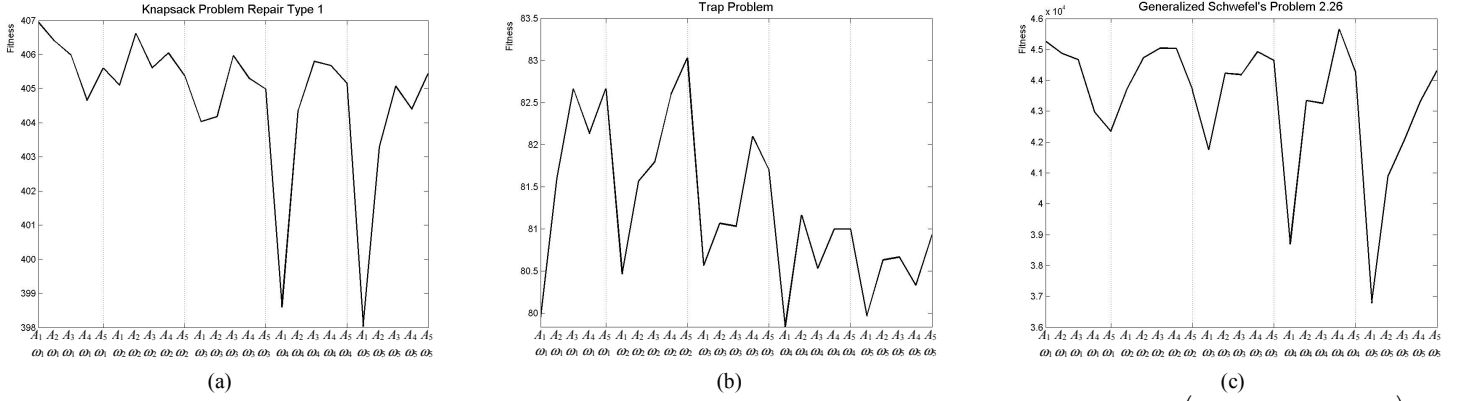 Knapsack Problem Repair Type 1
Fitness
407
406
405
404
403
402
401
400
399
398
A₁ A₂ A₃ A₄ A₅ A₁ A₂ A₃ A₄ A₅ A₁ A₂ A₃ A₄ A₅ A₁ A₂ A₃ A₄ A₅ A₁ A₂ A₃ A₄ A₅
ω₁ ω₁ ω₁ ω₁ ω₁ ω₂ ω₂ ω₂ ω₂ ω₂ ω₃ ω₃ ω₃ ω₃ ω₃ ω₄ ω₄ ω₄ ω₄ ω₄ ω₅ ω₅ ω₅ ω₅ ω₅
(a)
Trap Problem
Fitness
83.5
83
82.5
82
81.5
81
80.5
80
A₁ A₂ A₃ A₄ A₅ A₁ A₂ A₃ A₄ A₅ A₁ A₂ A₃ A₄ A₅ A₁ A₂ A₃ A₄ A₅ A₁ A₂ A₃ A₄ A₅
ω₁ ω₁ ω₁ ω₁ ω₁ ω₂ ω₂ ω₂ ω₂ ω₂ ω₃ ω₃ ω₃ ω₃ ω₃ ω₄ ω₄ ω₄ ω₄ ω₄ ω₅ ω₅ ω₅ ω₅ ω₅
(b)
Generalized Schwefel's Problem 2.26
x 10⁴
Fitness
4.6
4.5
4.4
4.3
4.2
4.1
4
3.9
3.8
3.7
3.6
A₁ A₂ A₃ A₄ A₅ A₁ A₂ A₃ A₄ A₅ A₁ A₂ A₃ A₄ A₅ A₁ A₂ A₃ A₄ A₅ A₁ A₂ A₃ A₄ A₅
ω₁ ω₁ ω₁ ω₁ ω₁ ω₂ ω₂ ω₂ ω₂ ω₂ ω₃ ω₃ ω₃ ω₃ ω₃ ω₄ ω₄ ω₄ ω₄ ω₄ ω₅ ω₅ ω₅ ω₅ ω₅
(c)